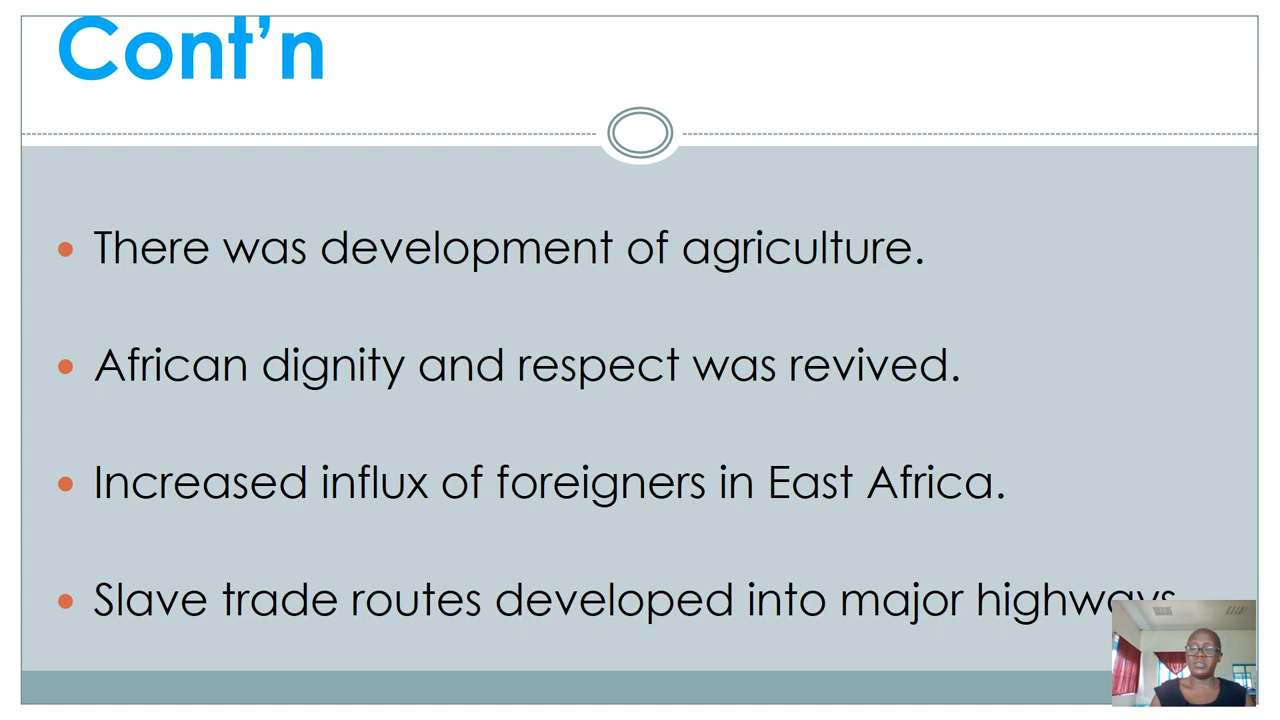 Cont’n
• There was development of agriculture.
• African dignity and respect was revived.
• Increased influx of foreigners in East Africa.
• Slave trade routes developed into major highways